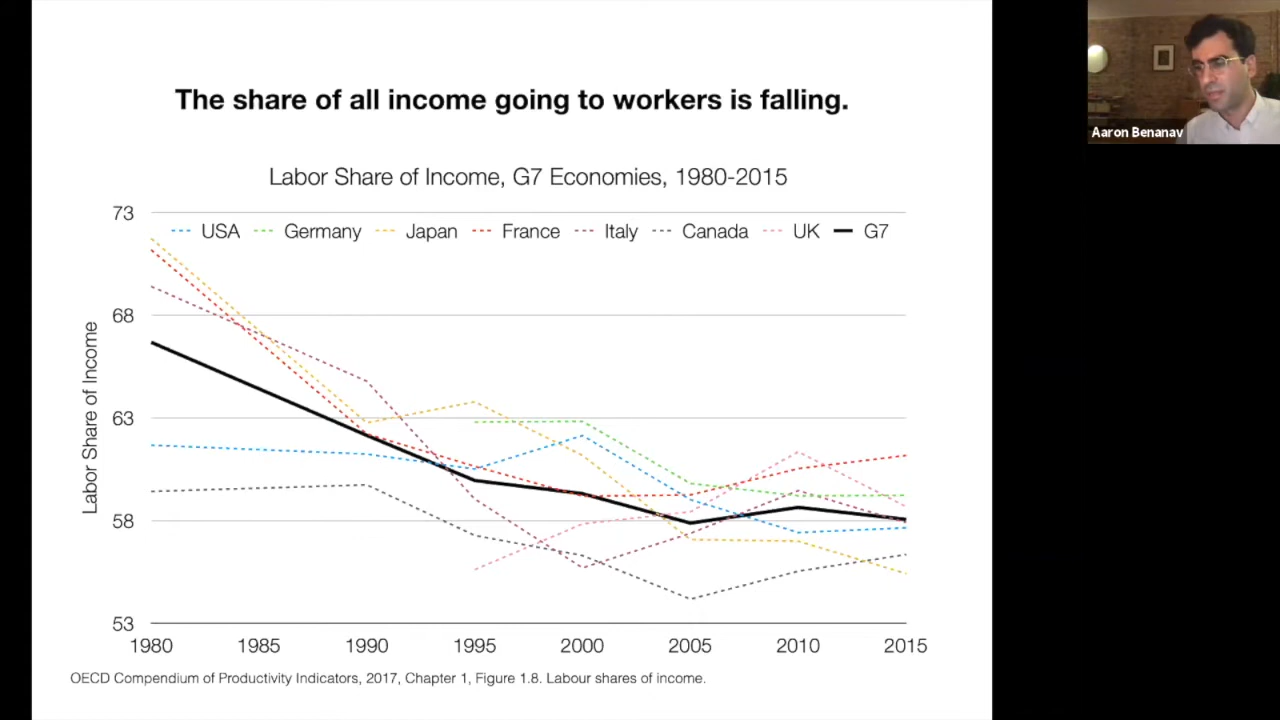 The share of all income going to workers is falling.
Aaron Benanav
Labor Share of Income, G7 Economies, 1980-2015
73
USA Germany Japan France Italy Canada UK G7
68
63
58
53
Labor Share of Income
1980 1985 1990 1995 2000 2005 2010 2015
OECD Compendium of Productivity Indicators, 2017, Chapter 1, Figure 1.8. Labour shares of income.